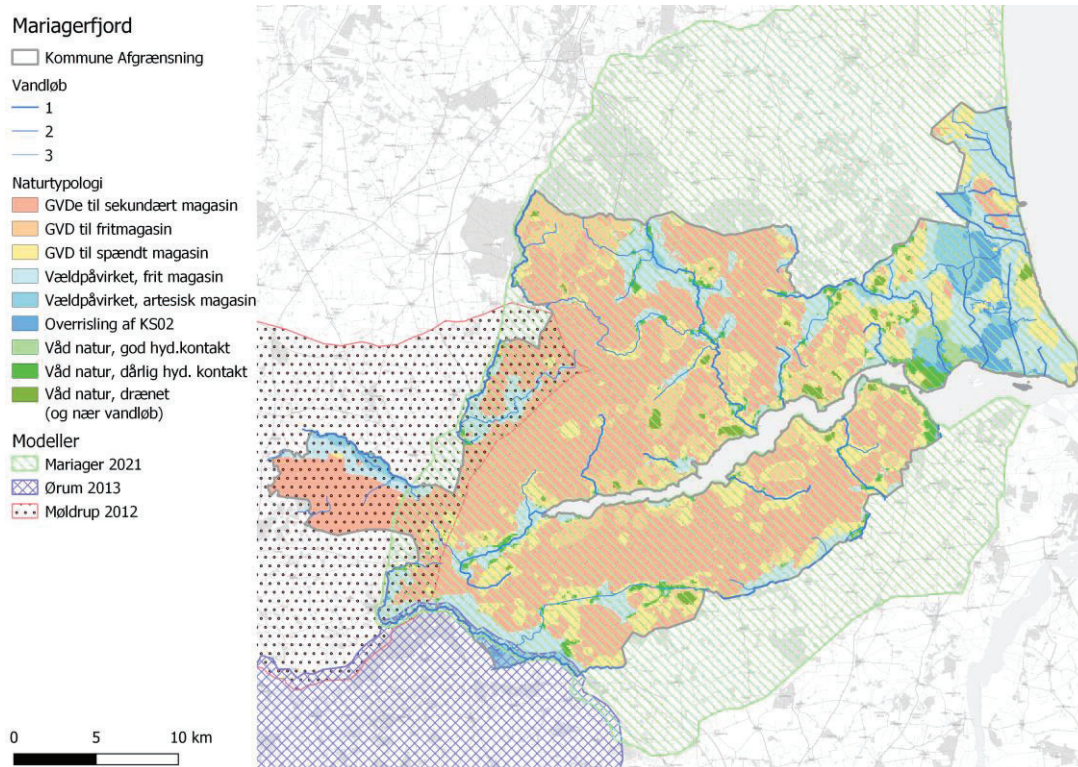 Mariagerfjord
Kommune Afgrænsning
Vandløb
1
2
3
Naturtypologi
GVDe til sekundært magasin
GVD til fritmagasin
GVD til spændt magasin
Vældpåvirket, frit magasin
Vældpåvirket, artesisk magasin
Overrisling af KS02
Våd natur, god hyd.kontakt
Våd natur, dårlig hyd. kontakt
Våd natur, drænet
(og nær vandløb)
Modeller
Mariager 2021
Ørum 2013
Møldrup 2012
0 5 10 km